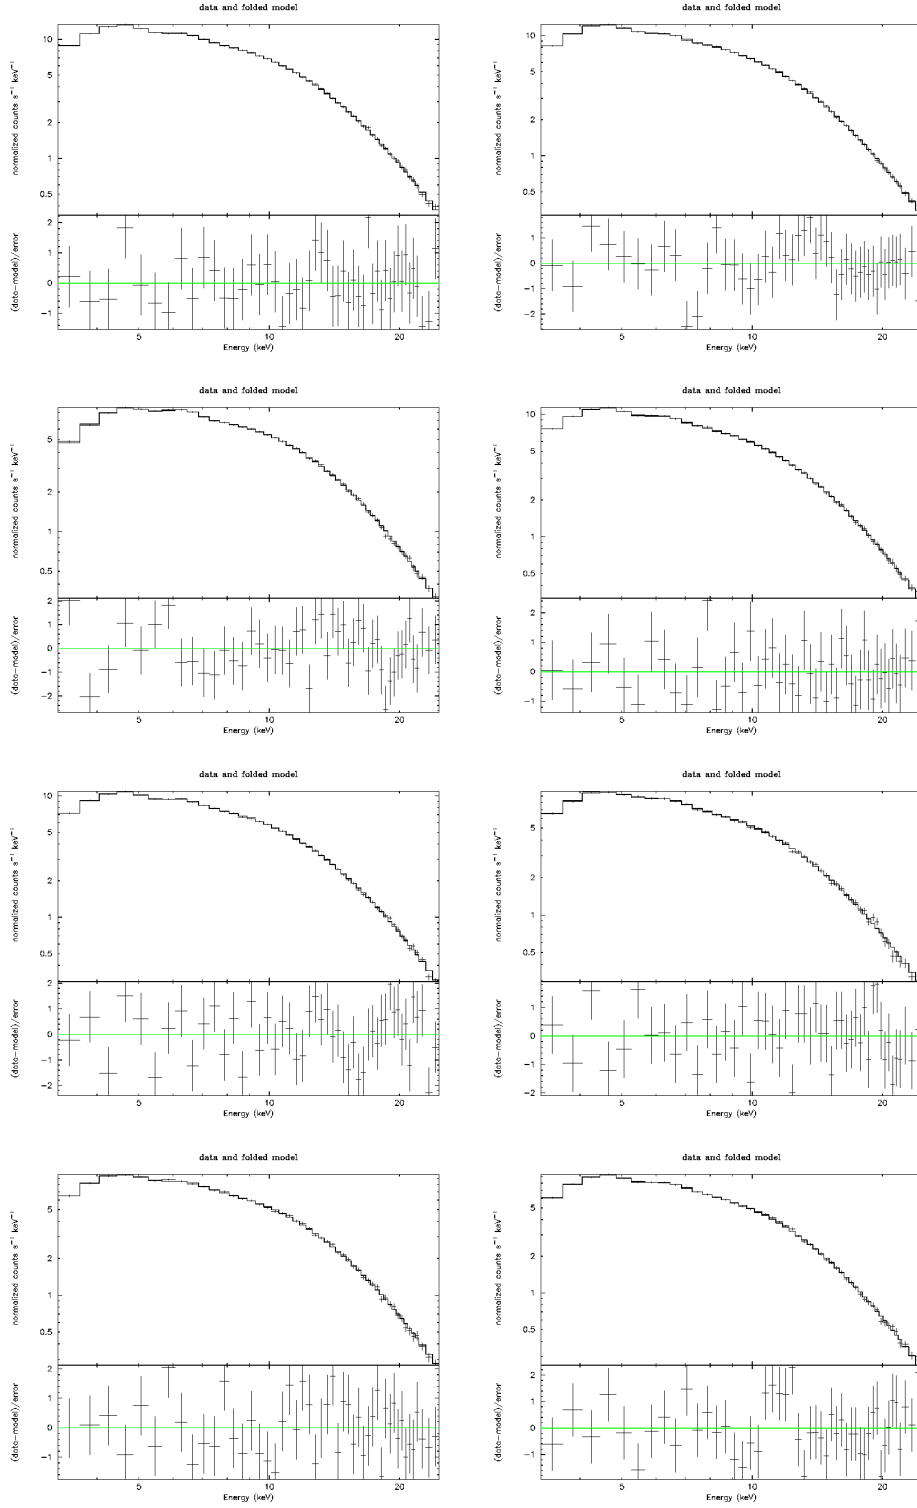 data and folded model
normalized counts s⁻¹ keV⁻¹
10
5
1
0.5
(data−model)/error
2
1
0
−1
5 10 20
Energy (keV)
data and folded model
normalized counts s⁻¹ keV⁻¹
10
5
1
0.5
(data−model)/error
1
0
−1
−2
5 10 20
Energy (keV)
data and folded model
normalized counts s⁻¹ keV⁻¹
5
1
0.5
(data−model)/error
2
1
0
−1
−2
5 10 20
Energy (keV)
data and folded model
normalized counts s⁻¹ keV⁻¹
10
5
1
0.5
(data−model)/error
2
1
0
−1
5 10 20
Energy (keV)
data and folded model
normalized counts s⁻¹ keV⁻¹
10
5
1
0.5
(data−model)/error
2
1
0
−1
−2
5 10 20
Energy (keV)
data and folded model
normalized counts s⁻¹ keV⁻¹
5
1
0.5
(data−model)/error
1
0
−1
−2
5 10 20
Energy (keV)
data and folded model
normalized counts s⁻¹ keV⁻¹
5
1
0.5
(data−model)/error
2
1
0
−1
5 10 20
Energy (keV)
data and folded model
normalized counts s⁻¹ keV⁻¹
5
1
0.5
(data−model)/error
2
1
0
−1
−2
5 10 20
Energy (keV)